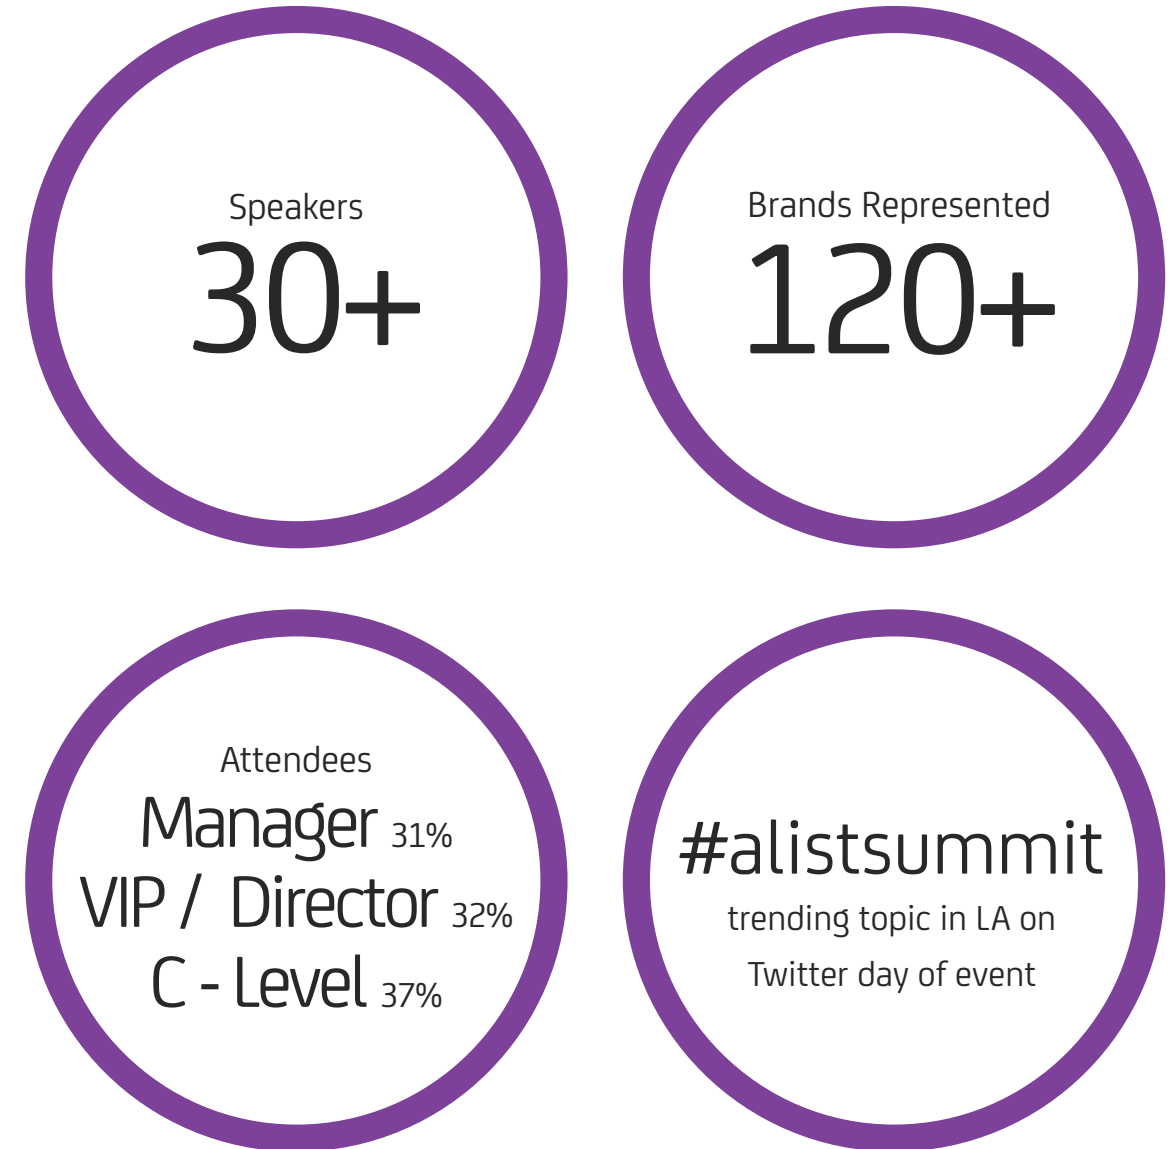 Speakers
30+
Brands Represented
120+
Attendees
Manager 31%
VIP / Director 32%
C - Level 37%
#alistsummit
trending topic in LA on
Twitter day of event